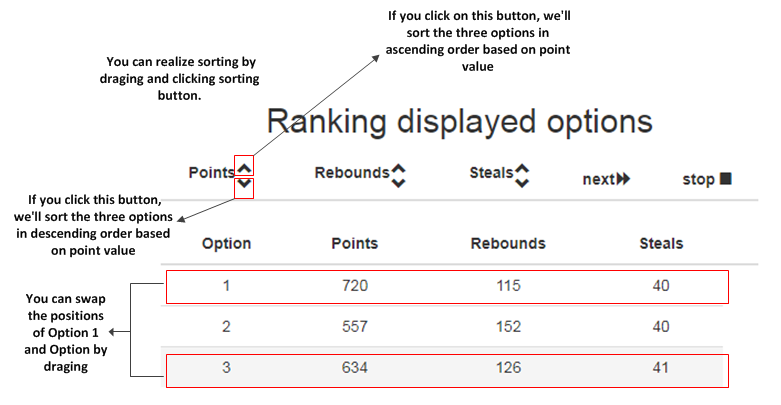 If you click on this button, we'll
sort the three options in
ascending order based on point
value
You can realize sorting by
draging and clicking sorting
button.
Ranking displayed options
Points Rebounds Steals next stop
If you click this button,
we'll sort the three options
in descending order based
on point value
Option Points Rebounds Steals
1 720 115 40
2 557 152 40
3 634 126 41
You can swap
the positions
of Option 1
and Option by
draging